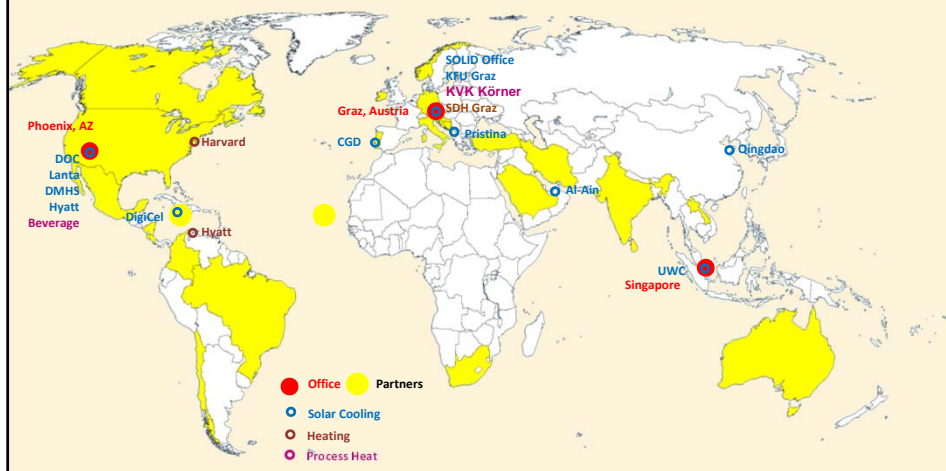 SOLID Office
KFU Graz
KVK Körner
SDH Graz
Graz, Austria
Pristina
CGD
Phoenix, AZ
DOC
Lanta
DMHS
Hyatt
Beverage
Harvard
DigiCel
Hyatt
Qingdao
Al-Ain
UWC
Singapore
Office
Partners
Solar Cooling
Heating
Process Heat